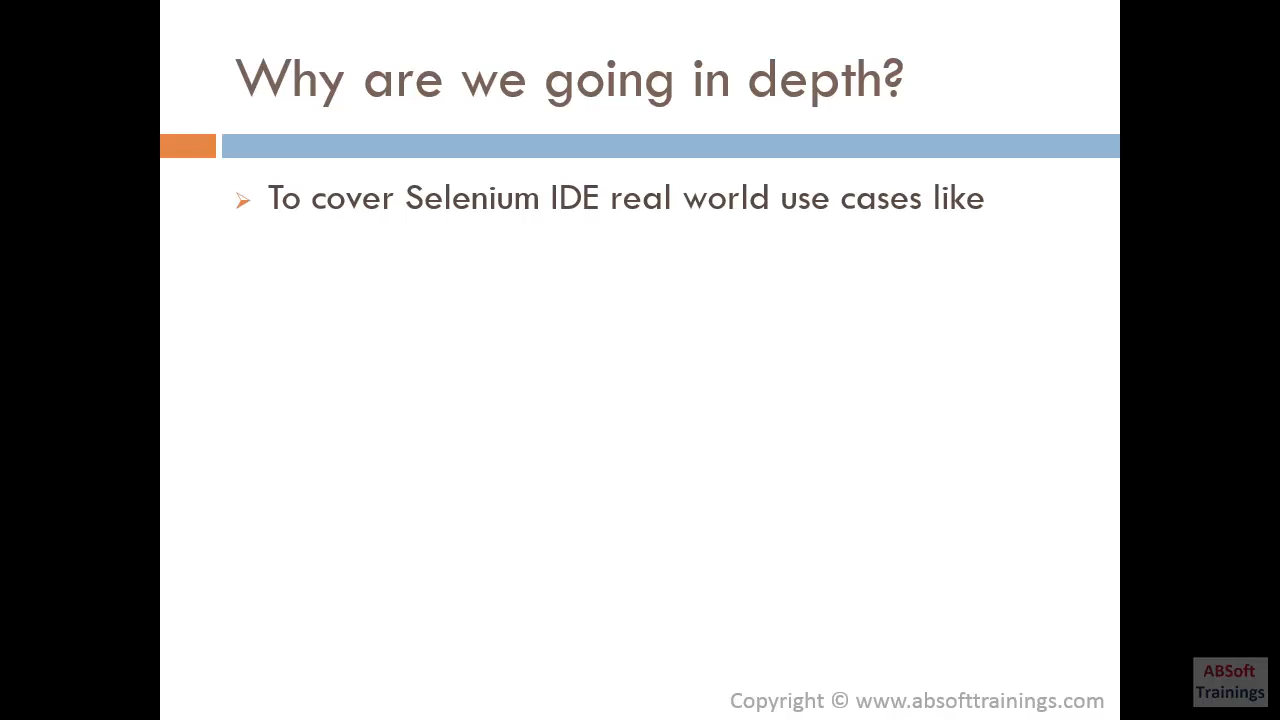 Why are we going in depth?
To cover Selenium IDE real world use cases like
Copyright © www.absofttrainings.com
ABSoft
Trainings